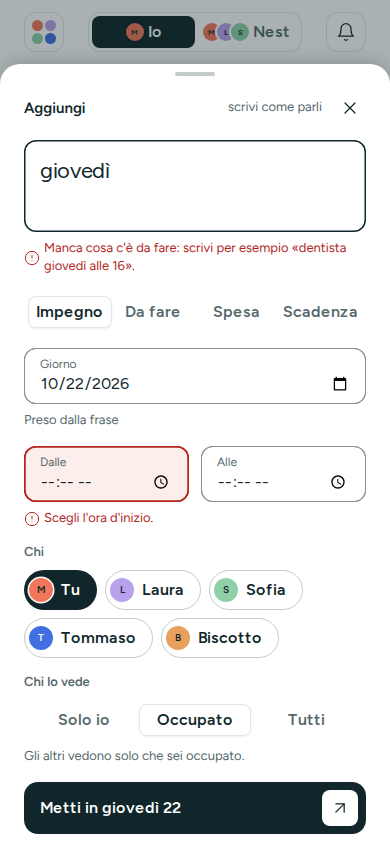 M Io
M L S Nest
Aggiungi
scrivi come parli
giovedì
Manca cosa c'è da fare: scrivi per esempio «dentista
giovedì alle 16».
Impegno Da fare Spesa Scadenza
Giorno
10/22/2026
Preso dalla frase
Dalle Alle
--:-- -- --:-- --
Scegli l'ora d'inizio.
Chi
M Tu L Laura S Sofia
T Tommaso B Biscotto
Chi lo vede
Solo io Occupato Tutti
Gli altri vedono solo che sei occupato.
Metti in giovedì 22